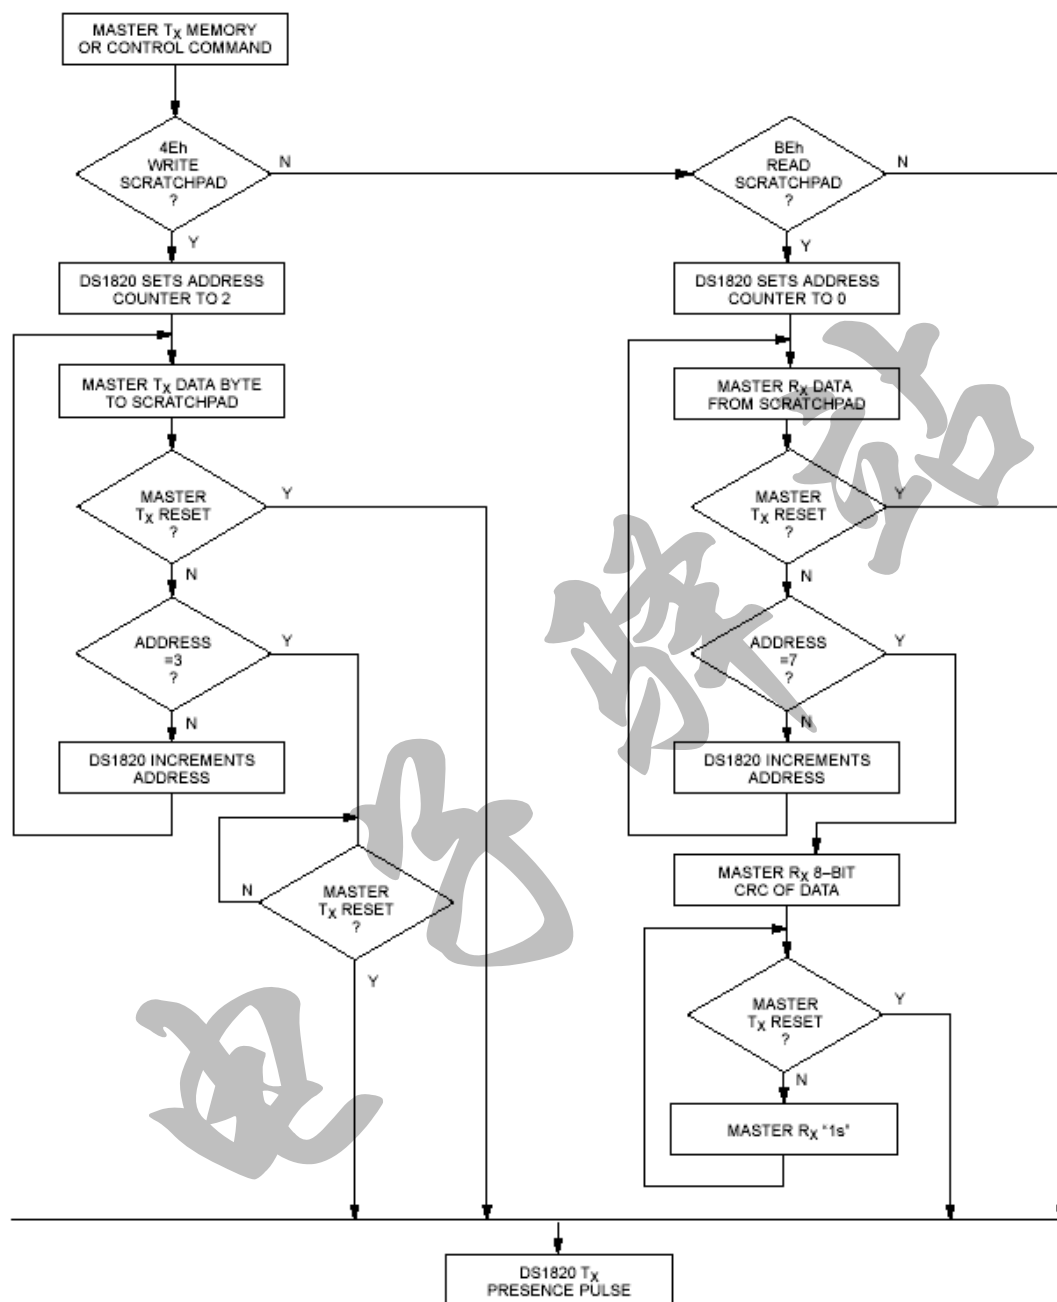 MASTER TX MEMORY
OR CONTROL COMMAND
4Eh
WRITE
SCRATCHPAD
?
N
Y
DS1820 SETS ADDRESS
COUNTER TO 2
MASTER TX DATA BYTE
TO SCRATCHPAD
MASTER
TX RESET
?
Y
N
ADDRESS
=3
?
Y
N
DS1820 INCREMENTS
ADDRESS
MASTER
TX RESET
?
N
Y
BEh
READ
SCRATCHPAD
?
N
Y
DS1820 SETS ADDRESS
COUNTER TO 0
MASTER RX DATA
FROM SCRATCHPAD
MASTER
TX RESET
?
Y
N
ADDRESS
=7
?
Y
N
DS1820 INCREMENTS
ADDRESS
MASTER RX 8–BIT
CRC OF DATA
MASTER
TX RESET
?
Y
N
MASTER RX “1s”
DS1820 TX
PRESENCE PULSE